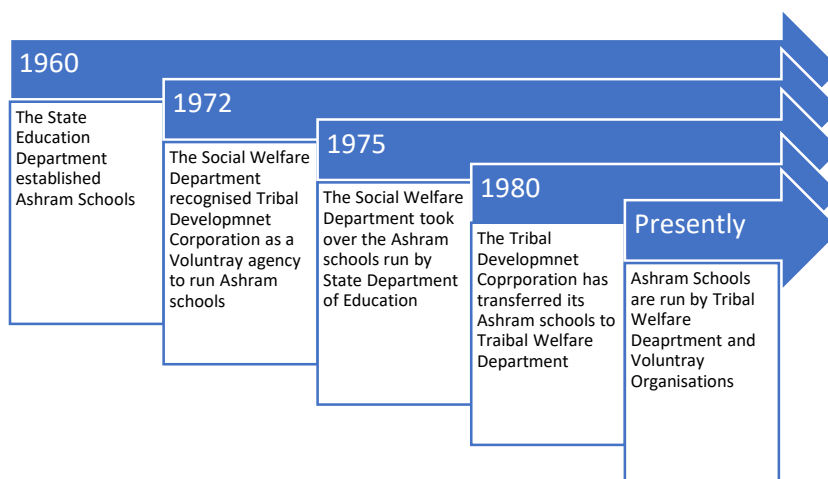 1960
The State
Education
Department
established
Ashram Schools
1972
The Social Welfare
Department
recognised Tribal
Developmnet
Corporation as a
Voluntray agency
to run Ashram
schools
1975
The Social Welfare
Department took
over the Ashram
schools run by
State Department
of Education
1980
The Tribal
Developmnet
Coprporation has
transferred its
Ashram schools to
Traibal Welfare
Department
Presently
Ashram Schools
are run by Tribal
Welfare
Deaprtment and
Voluntray
Organisations